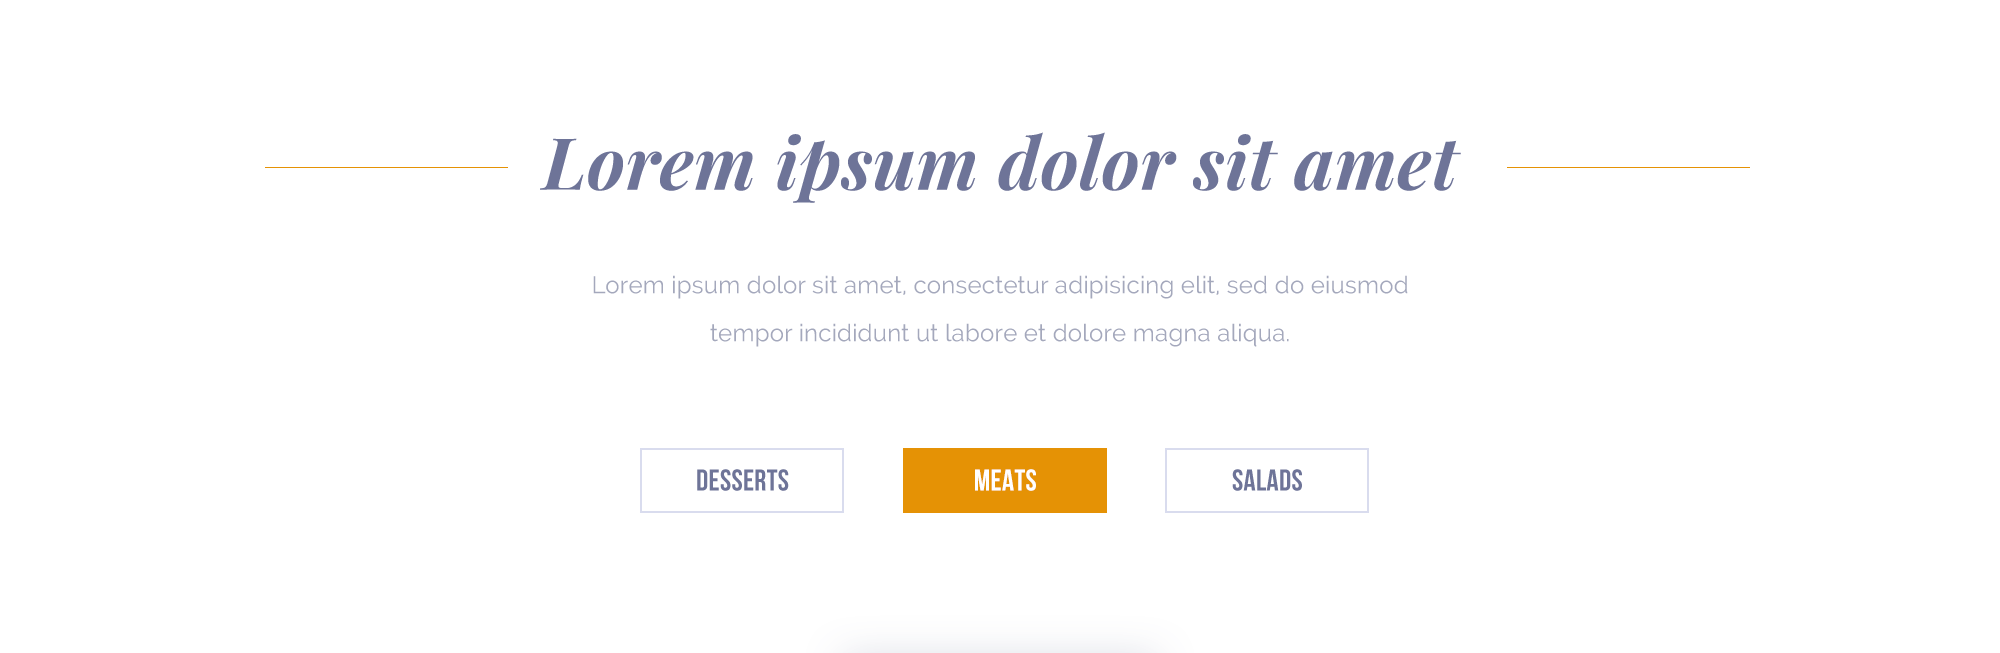 Lorem ipsum dolor sit amet
Lorem ipsum dolor sit amet, consectetur adipisicing elit, sed do eiusmod
tempor incididunt ut labore et dolore magna aliqua.
DESSERTS
MEATS
SALADS